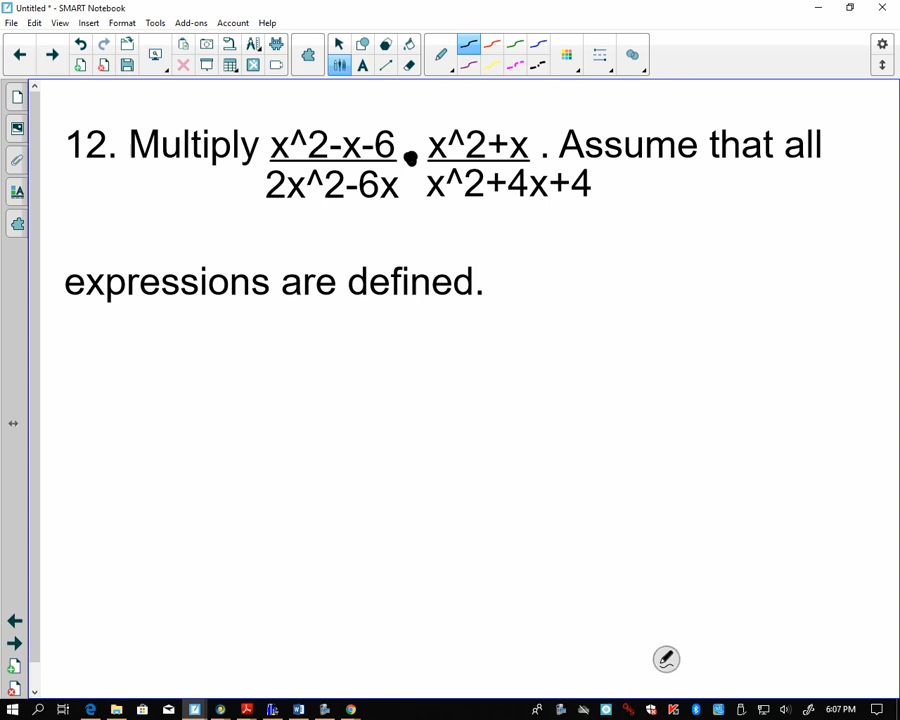 Untitled * - SMART Notebook
File Edit View Insert Format Tools Add-ons Account Help
12. Multiply x^2-x-6 • x^2+x . Assume that all
2x^2-6x x^2+4x+4
expressions are defined.
6:07 PM